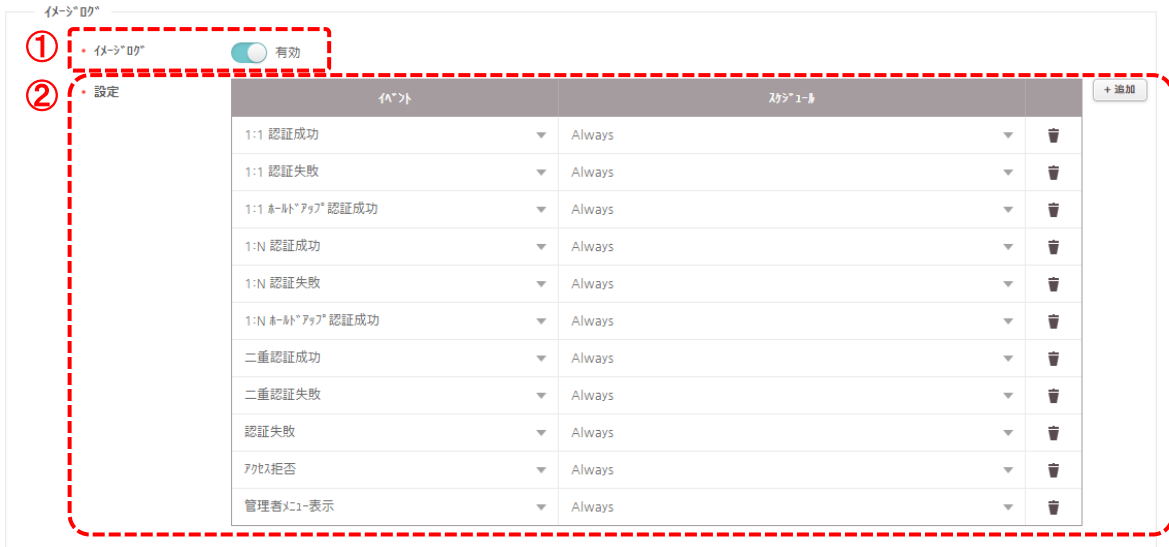 ｲﾒｰｼﾞﾛｸﾞ
① • ｲﾒｰｼﾞﾛｸﾞ 有効
② • 設定 ｲﾍﾞﾝﾄ ｽｹｼﾞｭｰﾙ + 追加
1:1 認証成功 Always
1:1 認証失敗 Always
1:1 ﾎｰﾙﾄﾞｱｯﾌﾟ認証成功 Always
1:N 認証成功 Always
1:N 認証失敗 Always
1:N ﾎｰﾙﾄﾞｱｯﾌﾟ認証成功 Always
二重認証成功 Always
二重認証失敗 Always
認証失敗 Always
ｱｸｾｽ拒否 Always
管理者ﾒﾆｭｰ表示 Always